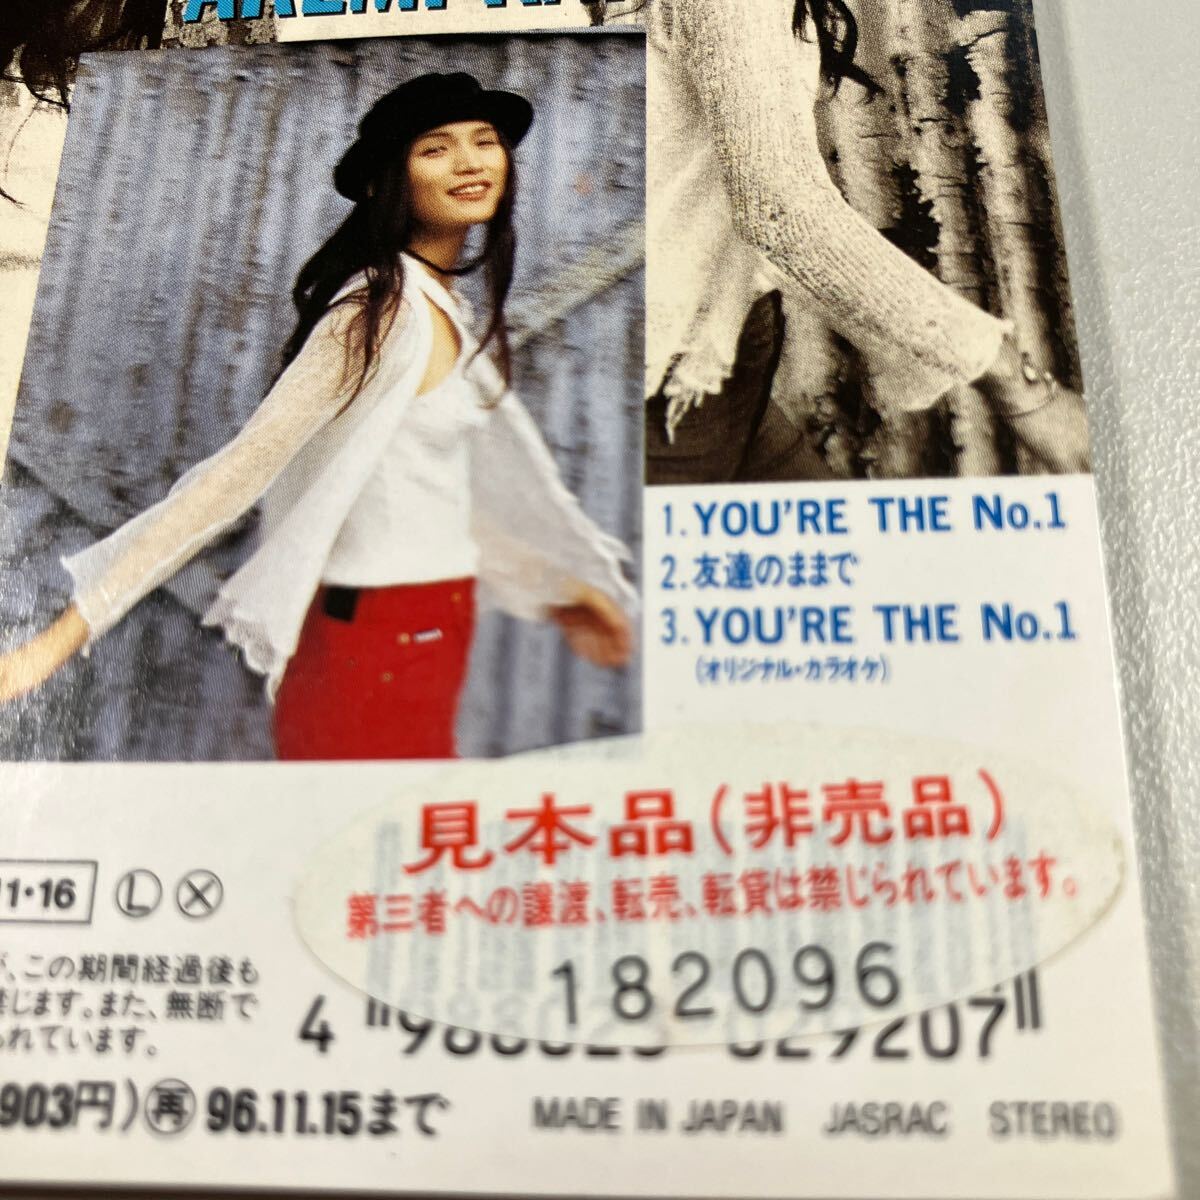 1. YOU'RE THE No.1
2. 友達のままで
3. YOU'RE THE No.1
(オリジナル・カラオケ)
見本品(非売品)
第三者への譲渡、転売、転貸は禁じられています。
182096
11・16 Ⓛ Ⓧ
、この期間経過後も
じます。また、無断で
れています。
4 029207
903円)再 96.11.15まで
MADE IN JAPAN JASRAC STEREO